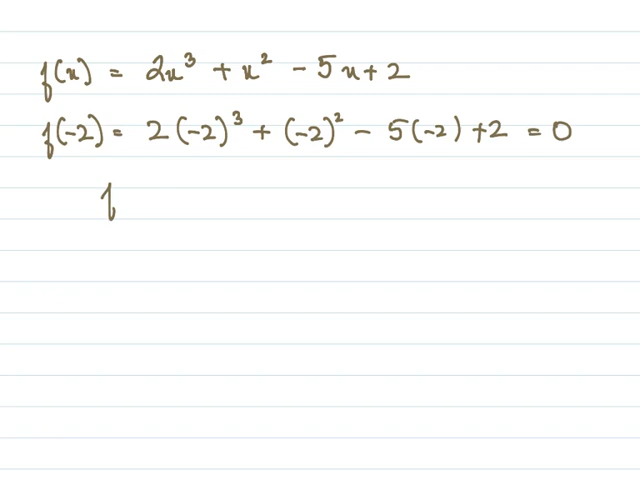 f(x) = 2x³ + x² - 5x + 2
f(-2) = 2(-2)³ + (-2)² - 5(-2) + 2 = 0
f